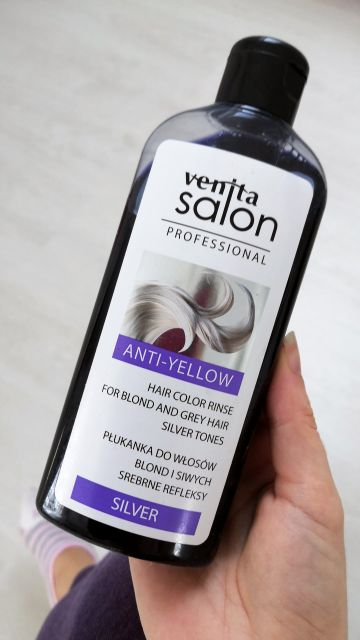 venita
salon
PROFESSIONAL
ANTI-YELLOW
HAIR COLOR RINSE
FOR BLOND AND GREY HAIR
SILVER TONES
PŁUKANKA DO WŁOSÓW
BLOND I SIWYCH
SREBRNE REFLEKSY
SILVER